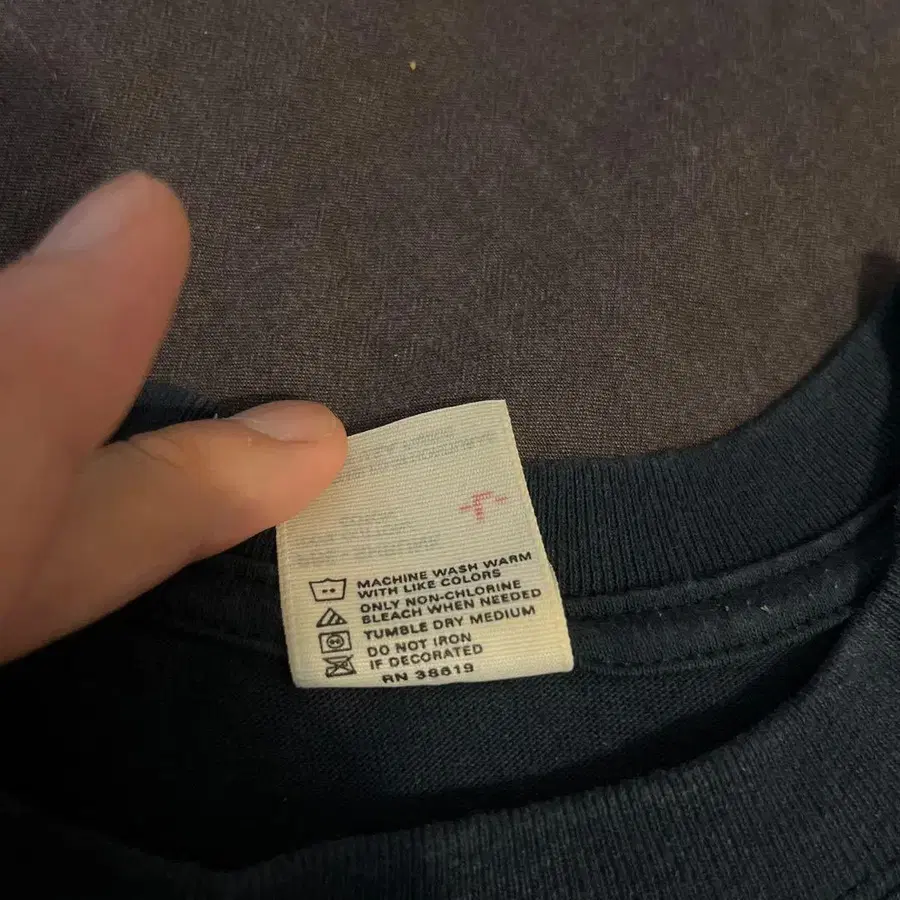 MACHINE WASH WARM
WITH LIKE COLORS
ONLY NON-CHLORINE
BLEACH WHEN NEEDED
TUMBLE DRY MEDIUM
DO NOT IRON
IF DECORATED
RN 38619